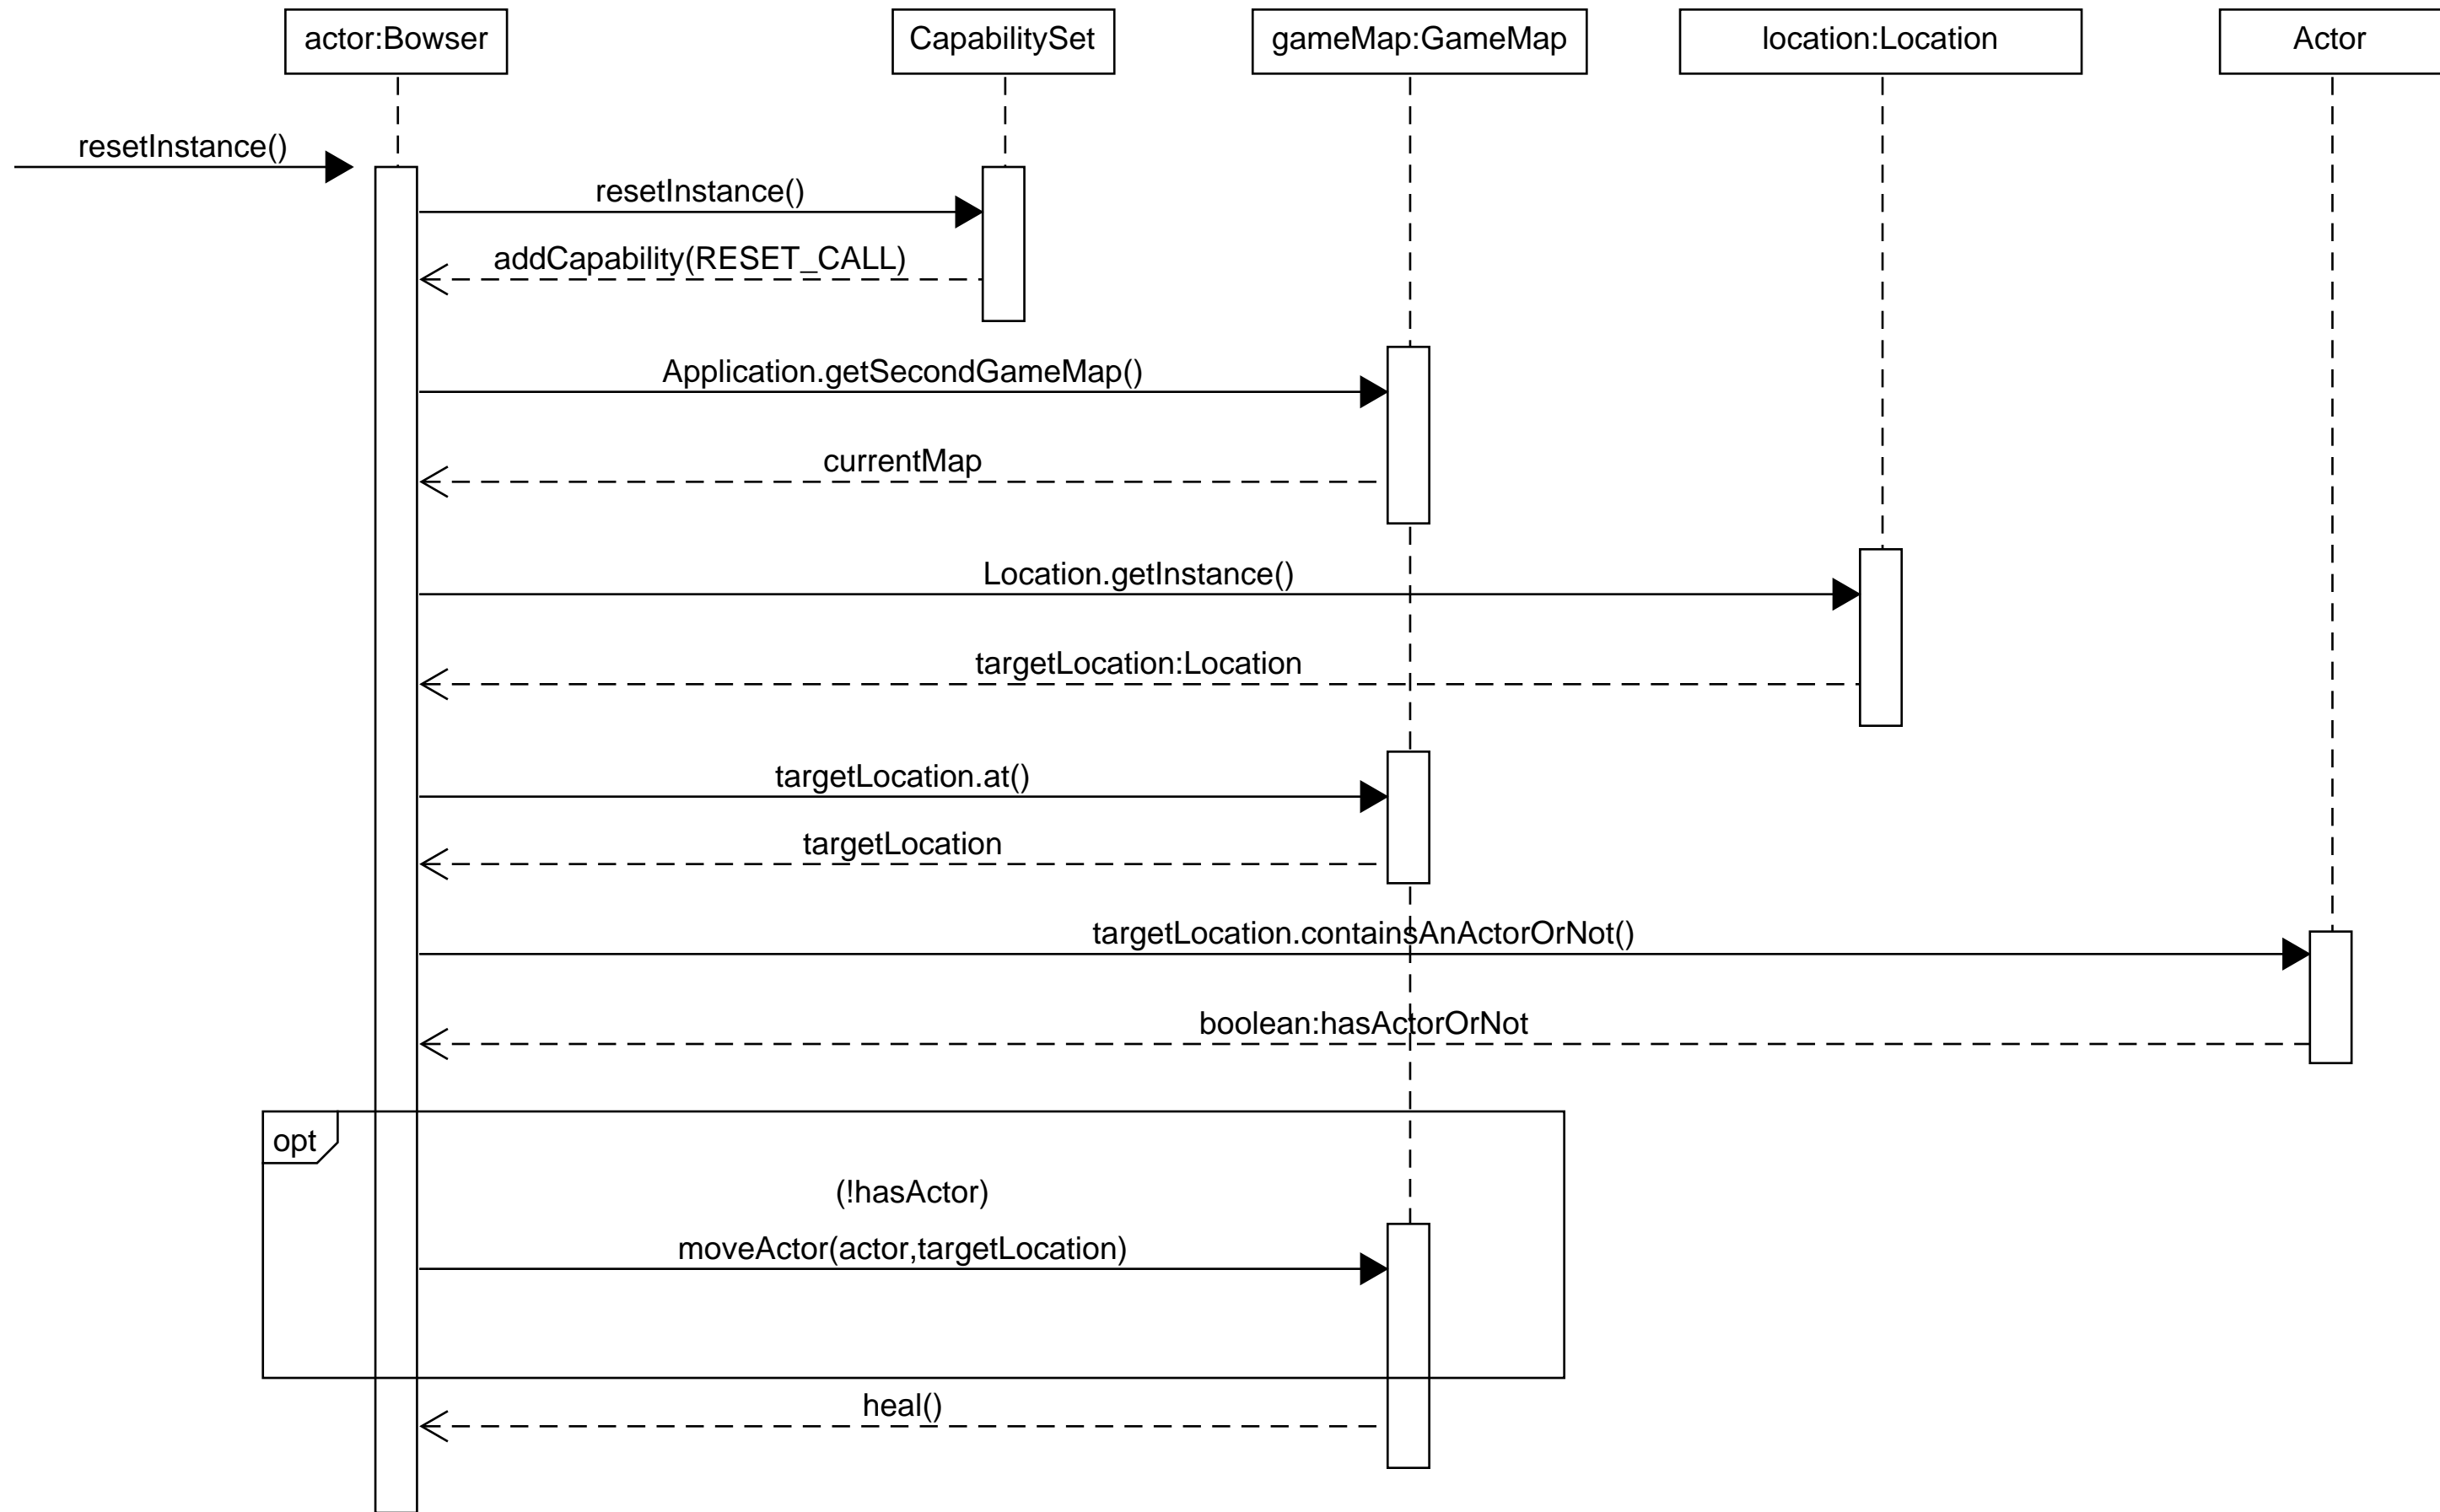 actor:Bowser
CapabilitySet
gameMap:GameMap
location:Location
Actor
resetInstance()
resetInstance()
addCapability(RESET_CALL)
Application.getSecondGameMap()
currentMap
Location.getInstance()
targetLocation:Location
targetLocation.at()
targetLocation
targetLocation.containsAnActorOrNot()
boolean:hasActorOrNot
opt
(!hasActor)
moveActor(actor,targetLocation)
heal()